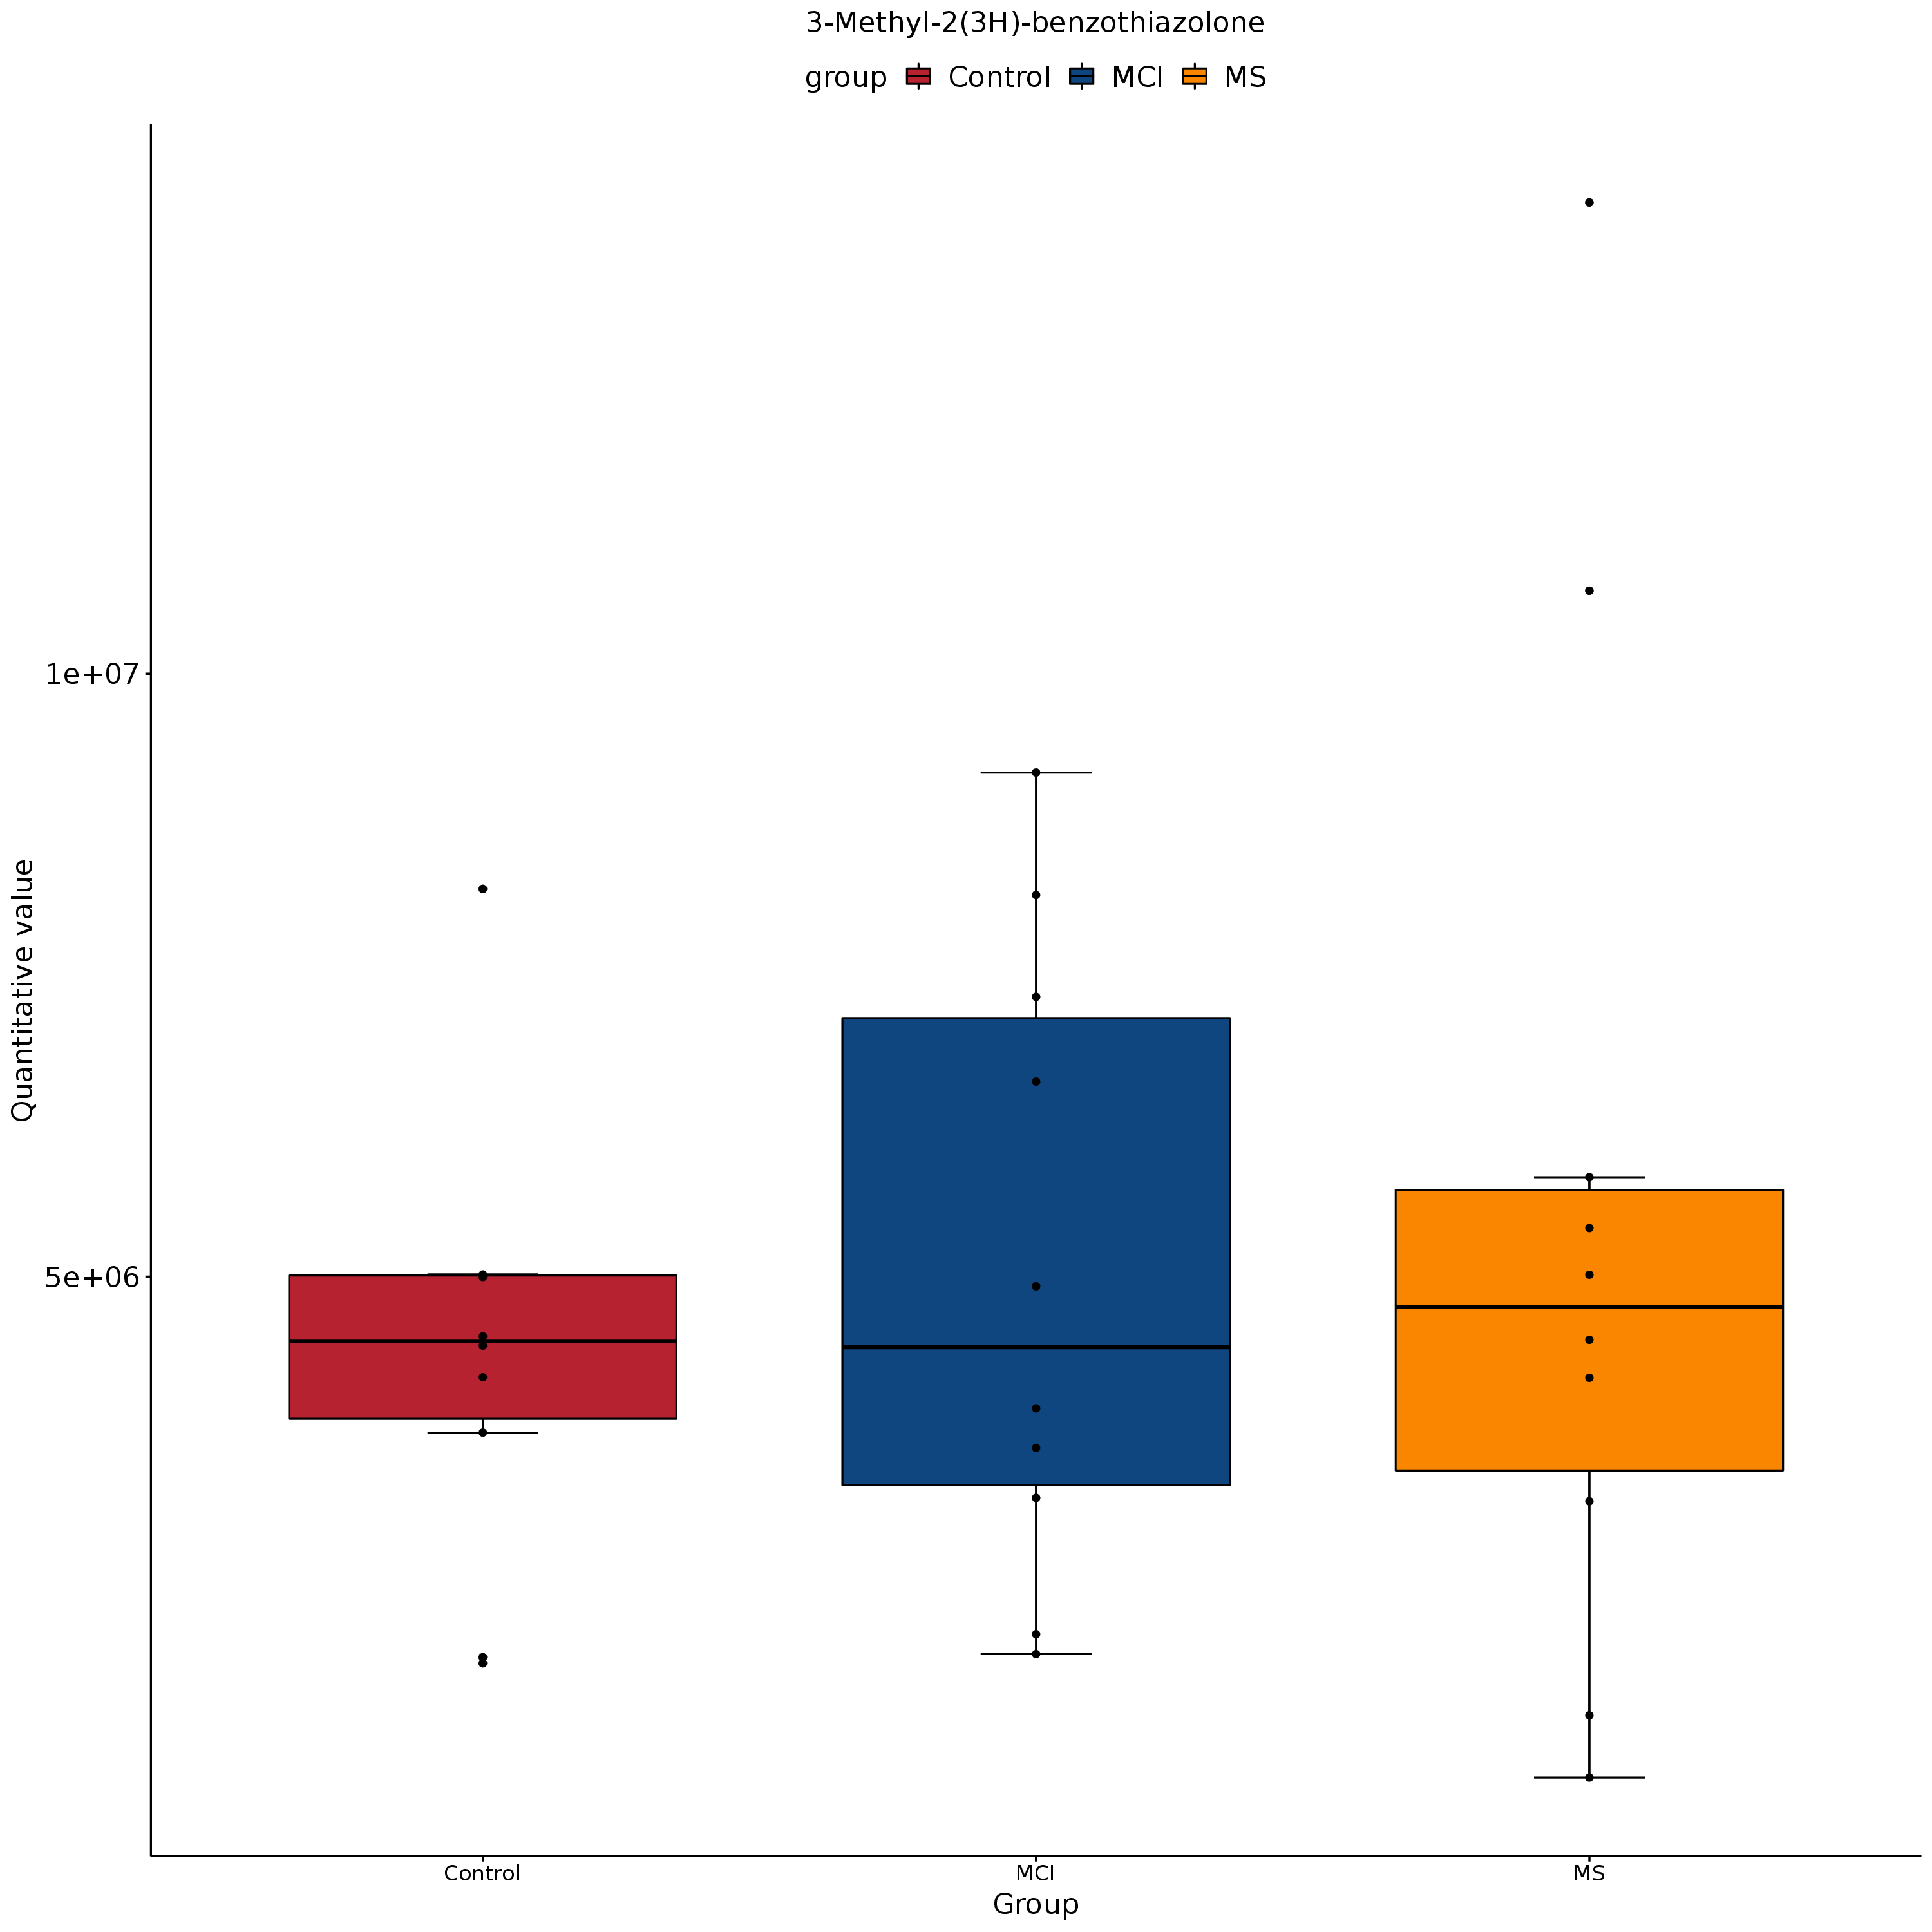 3-Methyl-2(3H)-benzothiazolone
group Control MCI MS
1e+07
5e+06
Quantitative value
Control MCI MS
Group